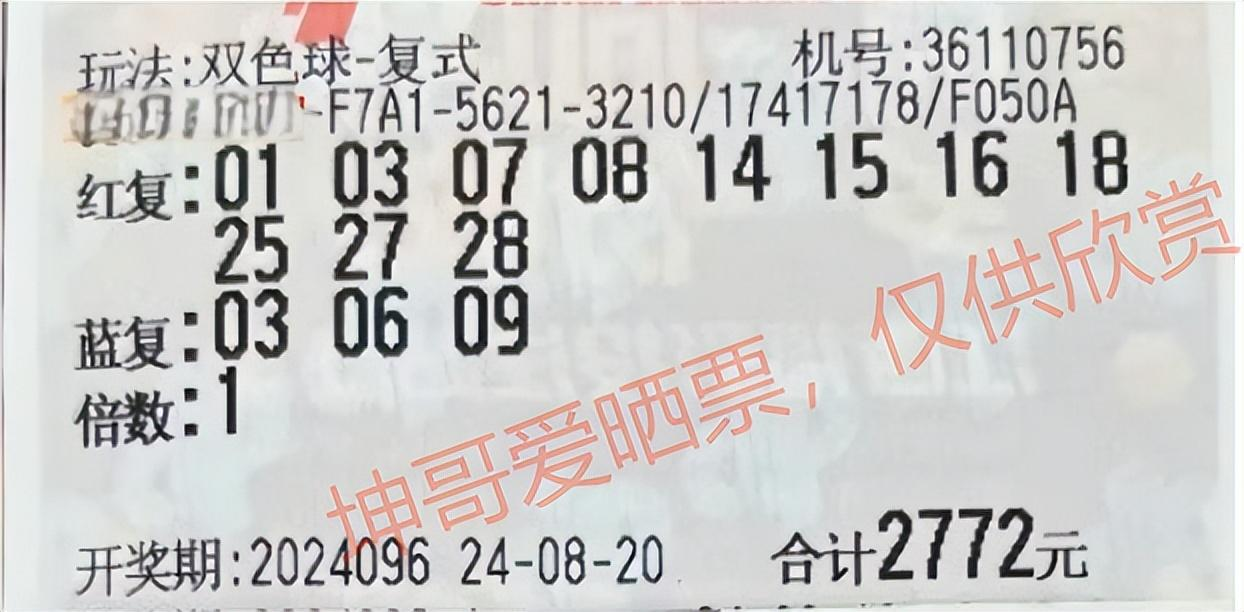 玩法:双色球-复式 机号:36110756
-F7A1-5621-3210/17417178/F050A
红复:01 03 07 08 14 15 16 18
25 27 28
蓝复:03 06 09
倍数:1
坤哥爱晒票，仅供欣赏
开奖期:2024096 24-08-20 合计2772元